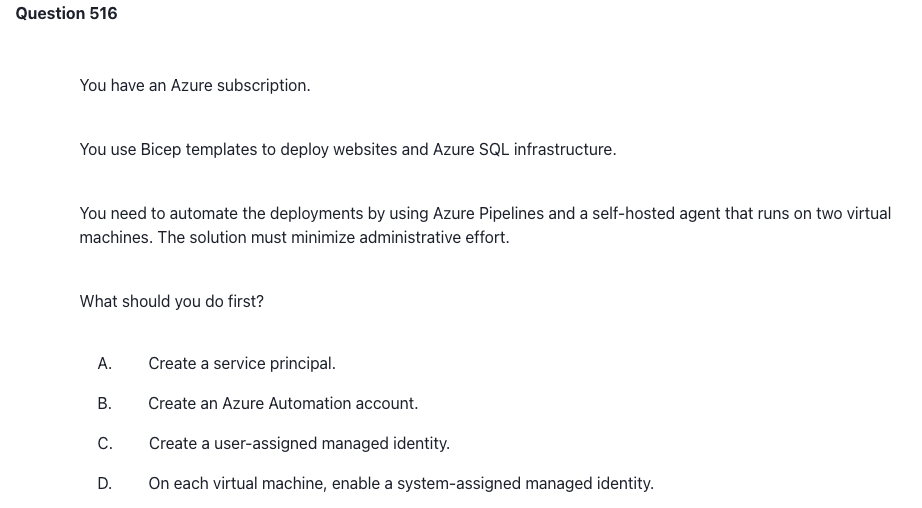 Question 516
You have an Azure subscription.
You use Bicep templates to deploy websites and Azure SQL infrastructure.
You need to automate the deployments by using Azure Pipelines and a self-hosted agent that runs on two virtual
machines. The solution must minimize administrative effort.
What should you do first?
A. Create a service principal.
B. Create an Azure Automation account.
C. Create a user-assigned managed identity.
D. On each virtual machine, enable a system-assigned managed identity.